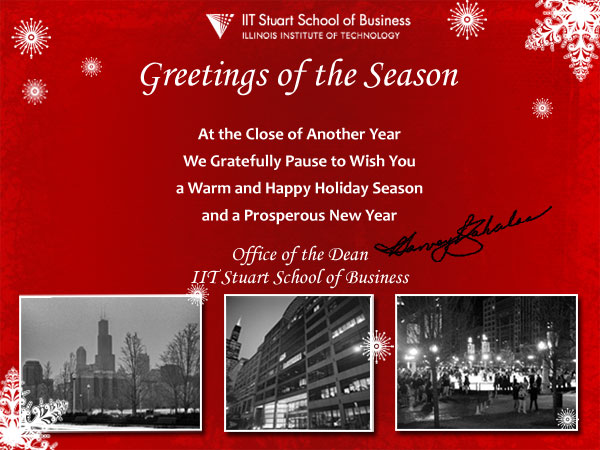 IIT Stuart School of Business
ILLINOIS INSTITUTE OF TECHNOLOGY
Greetings of the Season
At the Close of Another Year
We Gratefully Pause to Wish You
a Warm and Happy Holiday Season
and a Prosperous New Year
Office of the Dean
IIT Stuart School of Business